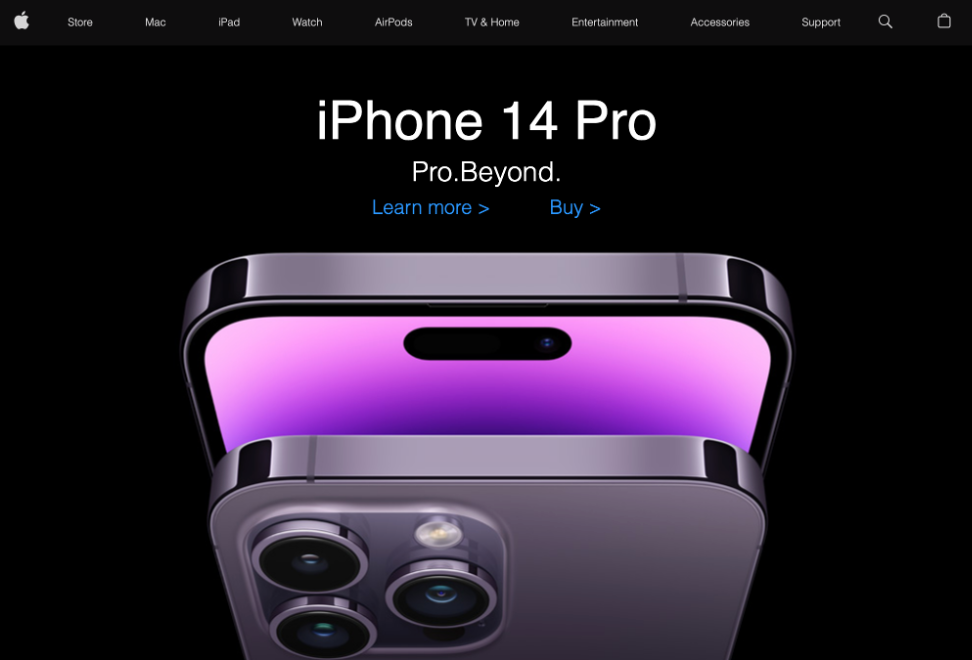 Store Mac iPad Watch AirPods TV & Home Entertainment Accessories Support
iPhone 14 Pro
Pro.Beyond.
Learn more > Buy >